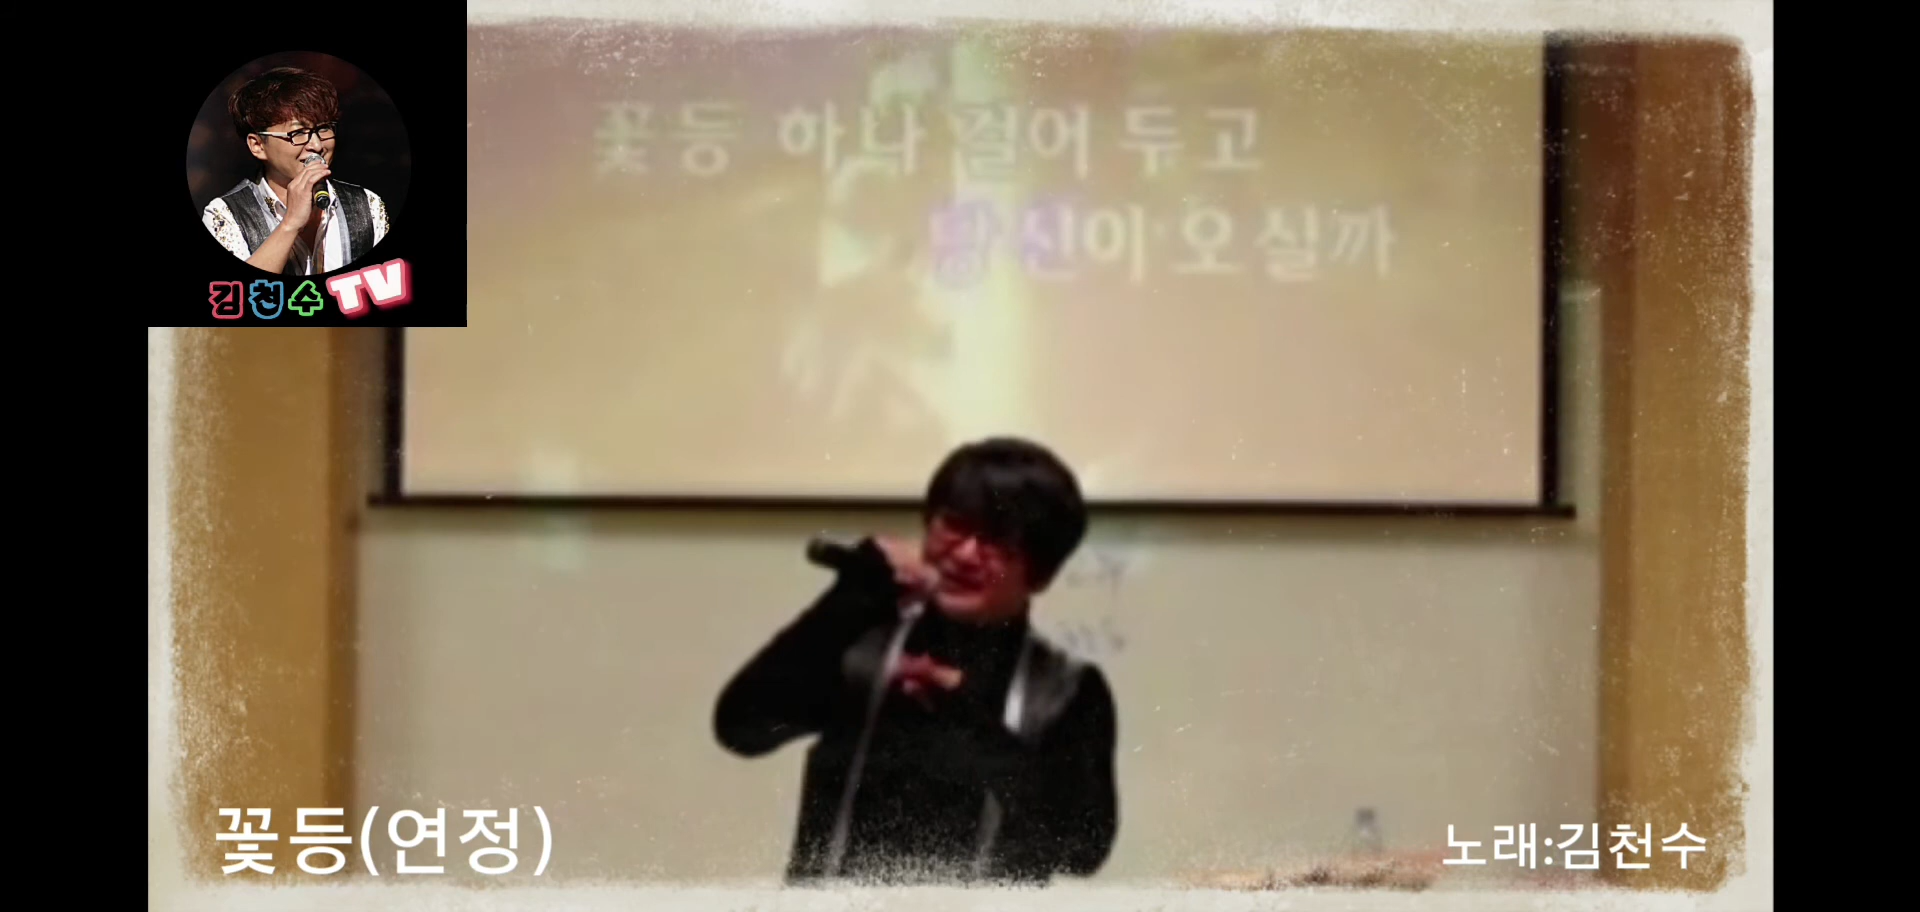 김천수TV
꽃등 하나 걸어 두고
당신이 오실까
꽃등(연정)
노래:김천수